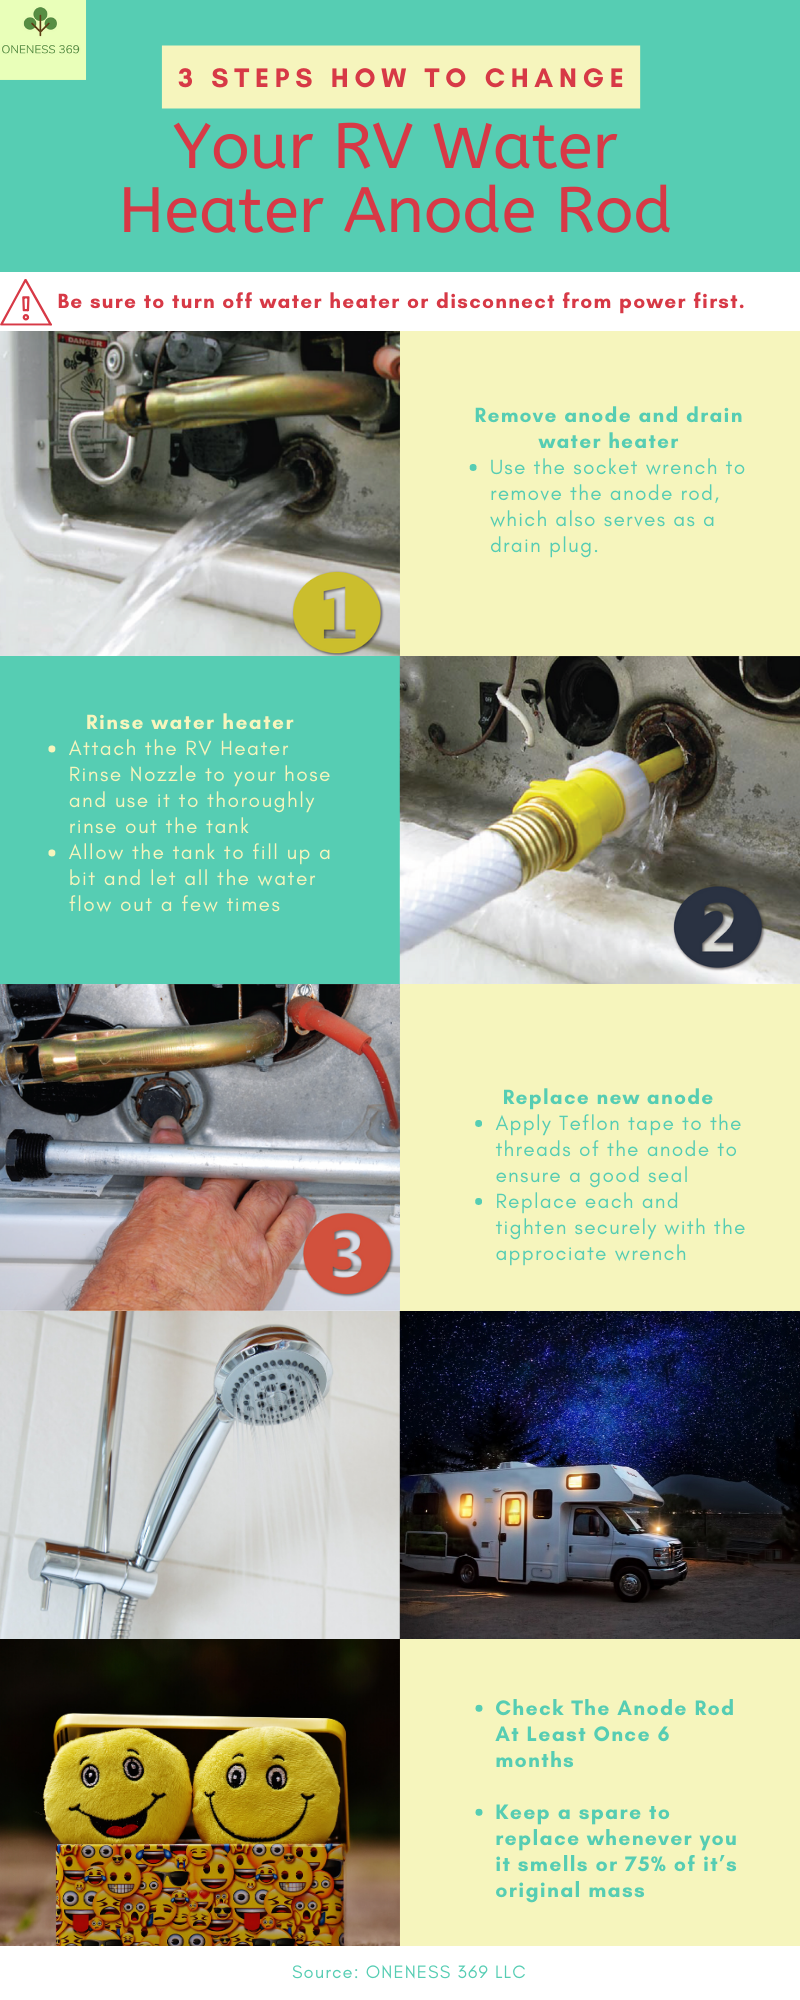 ONENESS 369
3 STEPS HOW TO CHANGE
Your RV Water
Heater Anode Rod
Be sure to turn off water heater or disconnect from power first.
DANGER
1
Remove anode and drain
water heater
• Use the socket wrench to
remove the anode rod,
which also serves as a
drain plug.
Rinse water heater
• Attach the RV Heater
Rinse Nozzle to your hose
and use it to thoroughly
rinse out the tank
• Allow the tank to fill up a
bit and let all the water
flow out a few times
2
3
Replace new anode
• Apply Teflon tape to the
threads of the anode to
ensure a good seal
• Replace each and
tighten securely with the
approciate wrench
• Check The Anode Rod
At Least Once 6
months
• Keep a spare to
replace whenever you
it smells or 75% of it's
original mass
Source: ONENESS 369 LLC